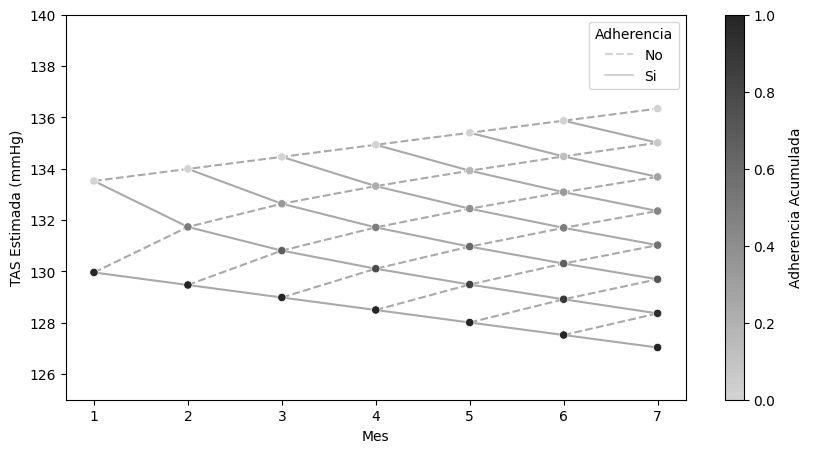 140
138
136
134
132
130
128
126
TAS Estimada (mmHg)
1 2 3 4 5 6 7
Mes
Adherencia
No
Si
1.0
0.8
0.6
0.4
0.2
0.0
Adherencia Acumulada